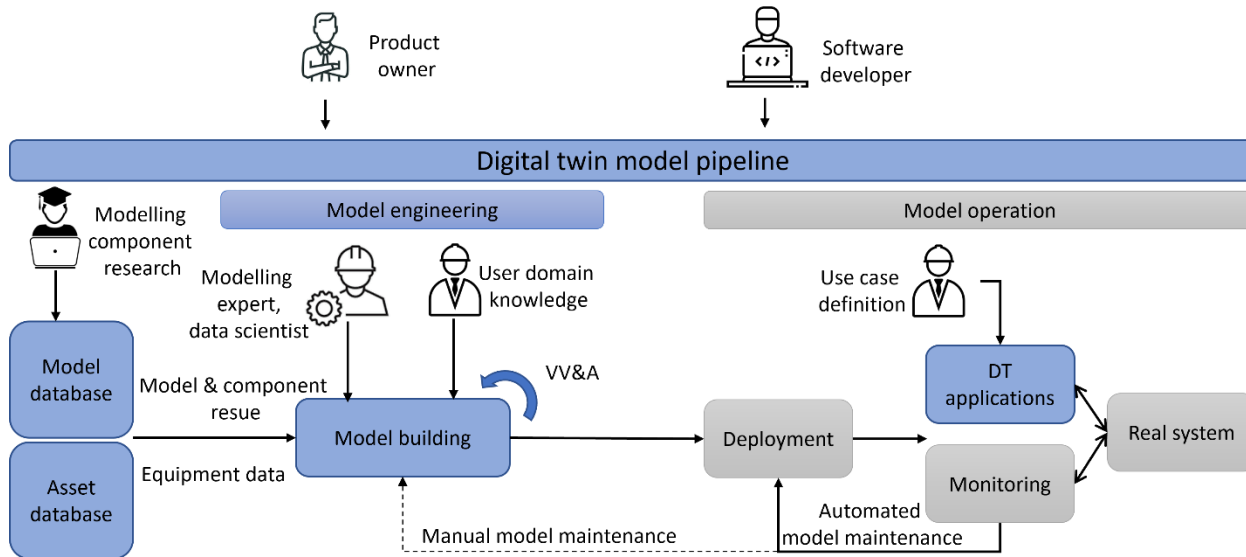 Product
owner
Software
developer
Digital twin model pipeline
Modelling
component
research
Model engineering
Model operation
Modelling
expert,
data scientist
User domain
knowledge
Use case
definition
Model
database
Model & component
resue
VV&A
DT
applications
Model building
Deployment
Real system
Asset
database
Equipment data
Monitoring
Manual model maintenance
Automated
model maintenance